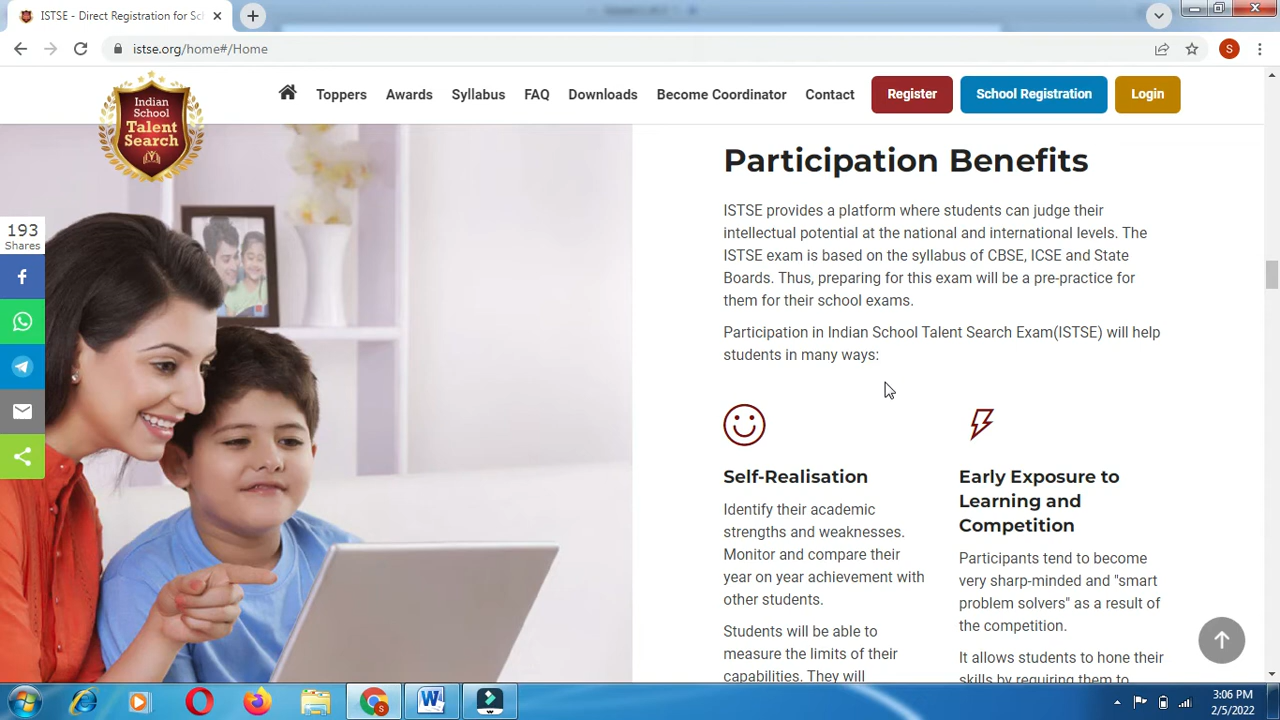 ISTSE - Direct Registration for Sc
istse.org/home#/Home
S
Indian
School
Talent
Search
Toppers
Awards
Syllabus
FAQ
Downloads
Become Coordinator
Contact
Register
School Registration
Login
193
Shares
Participation Benefits
ISTSE provides a platform where students can judge their
intellectual potential at the national and international levels. The
ISTSE exam is based on the syllabus of CBSE, ICSE and State
Boards. Thus, preparing for this exam will be a pre-practice for
them for their school exams.
Participation in Indian School Talent Search Exam(ISTSE) will help
students in many ways:
Self-Realisation
Identify their academic
strengths and weaknesses.
Monitor and compare their
year on year achievement with
other students.
Students will be able to
measure the limits of their
capabilities. They will
Early Exposure to
Learning and
Competition
Participants tend to become
very sharp-minded and "smart
problem solvers" as a result of
the competition.
It allows students to hone their
skills by requiring them to
3:06 PM
2/5/2022